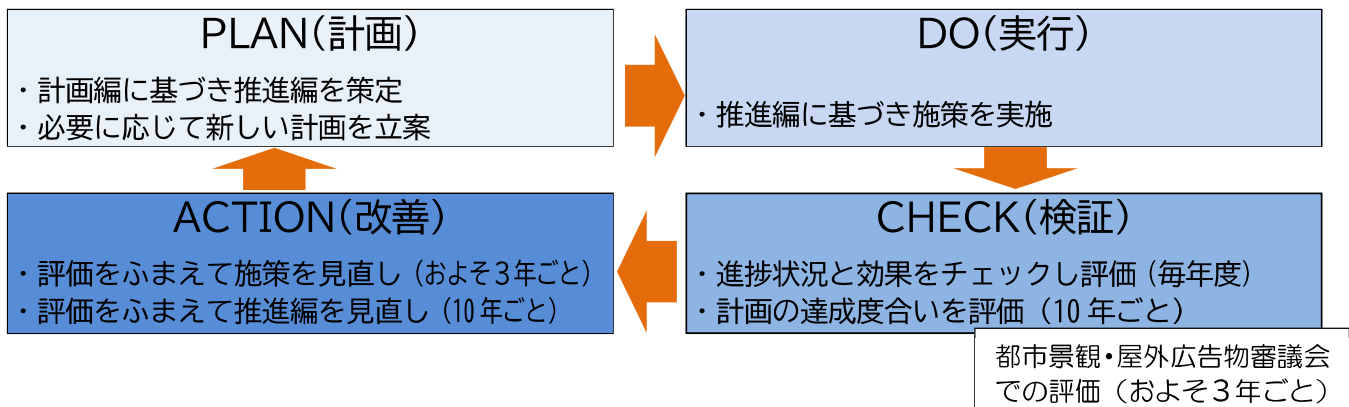 PLAN(計画)
・計画編に基づき推進編を策定
・必要に応じて新しい計画を立案
DO(実行)
・推進編に基づき施策を実施
ACTION(改善)
・評価をふまえて施策を見直し（およそ３年ごと）
・評価をふまえて推進編を見直し（10年ごと）
CHECK(検証)
・進捗状況と効果をチェックし評価（毎年度）
・計画の達成度合いを評価（10年ごと）
都市景観・屋外広告物審議会
での評価（およそ３年ごと）